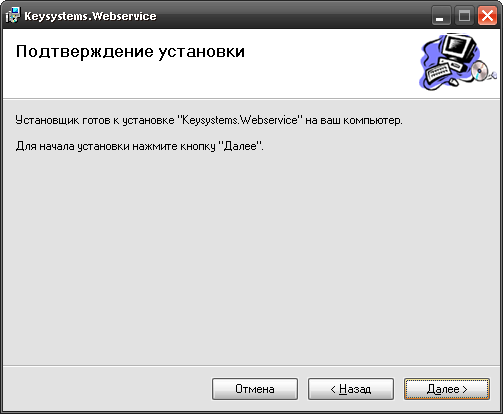 Keysystems.Webservice
Подтверждение установки
Установщик готов к установке "Keysystems.Webservice" на ваш компьютер.
Для начала установки нажмите кнопку "Далее".
Отмена
< Назад
Далее >